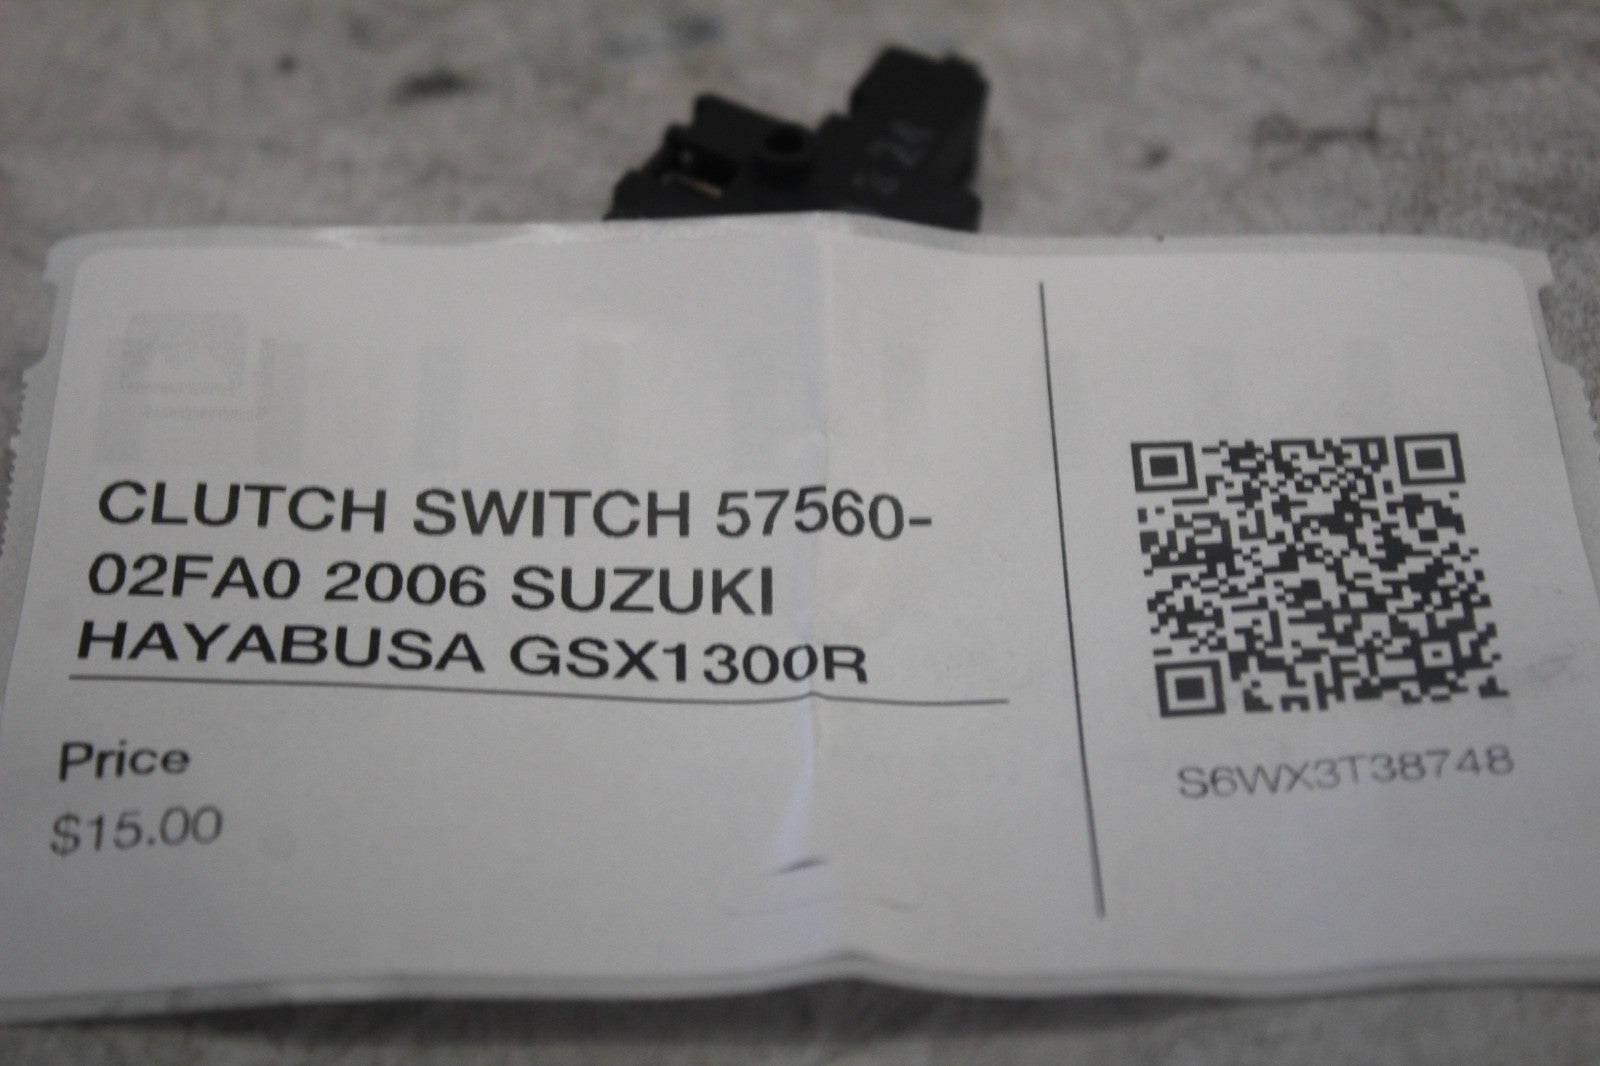 CLUTCH SWITCH 57560-
02FA0 2006 SUZUKI
HAYABUSA GSX1300R
Price
$15.00
S6WX3T38748